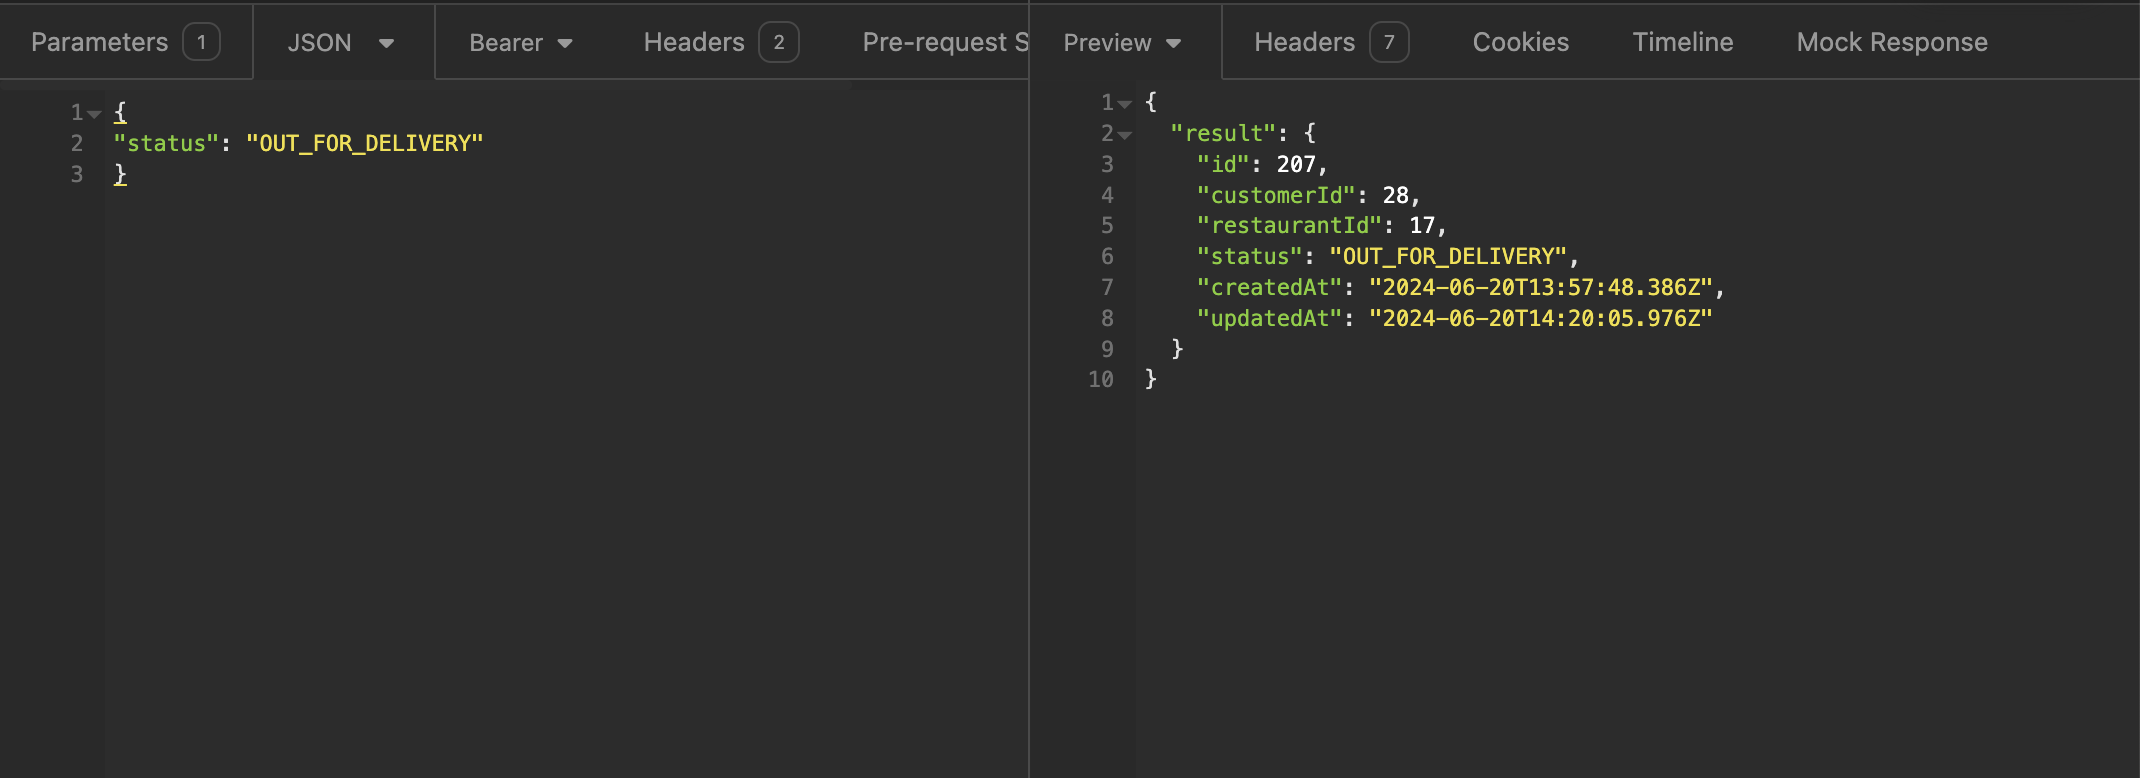 Parameters 1 JSON Bearer Headers 2 Pre-request S
1 {
2 "status": "OUT_FOR_DELIVERY"
3 }
Preview Headers 7 Cookies Timeline Mock Response
1 {
2 "result": {
3 "id": 207,
4 "customerId": 28,
5 "restaurantId": 17,
6 "status": "OUT_FOR_DELIVERY",
7 "createdAt": "2024-06-20T13:57:48.386Z",
8 "updatedAt": "2024-06-20T14:20:05.976Z"
9 }
10 }